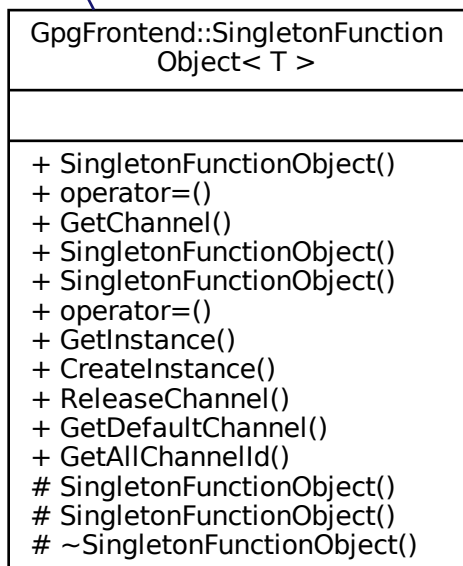 GpgFrontend::SingletonFunction
Object< T >
+ SingletonFunctionObject()
+ operator=()
+ GetChannel()
+ SingletonFunctionObject()
+ SingletonFunctionObject()
+ operator=()
+ GetInstance()
+ CreateInstance()
+ ReleaseChannel()
+ GetDefaultChannel()
+ GetAllChannelId()
# SingletonFunctionObject()
# SingletonFunctionObject()
# ~SingletonFunctionObject()